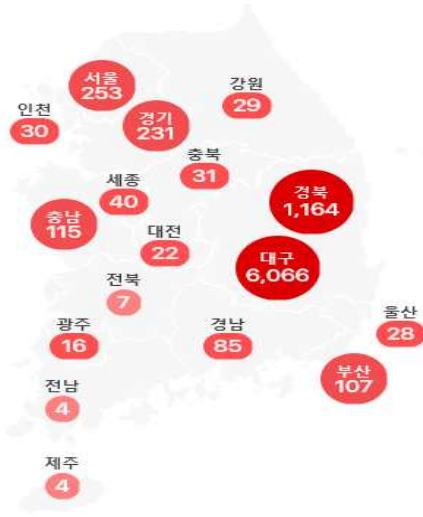 서울
253
강원
29
인천
30
경기
231
충북
31
세종
40
경북
1,164
충남
115
대전
22
대구
6,066
전북
7
울산
28
광주
16
경남
85
부산
107
전남
4
제주
4